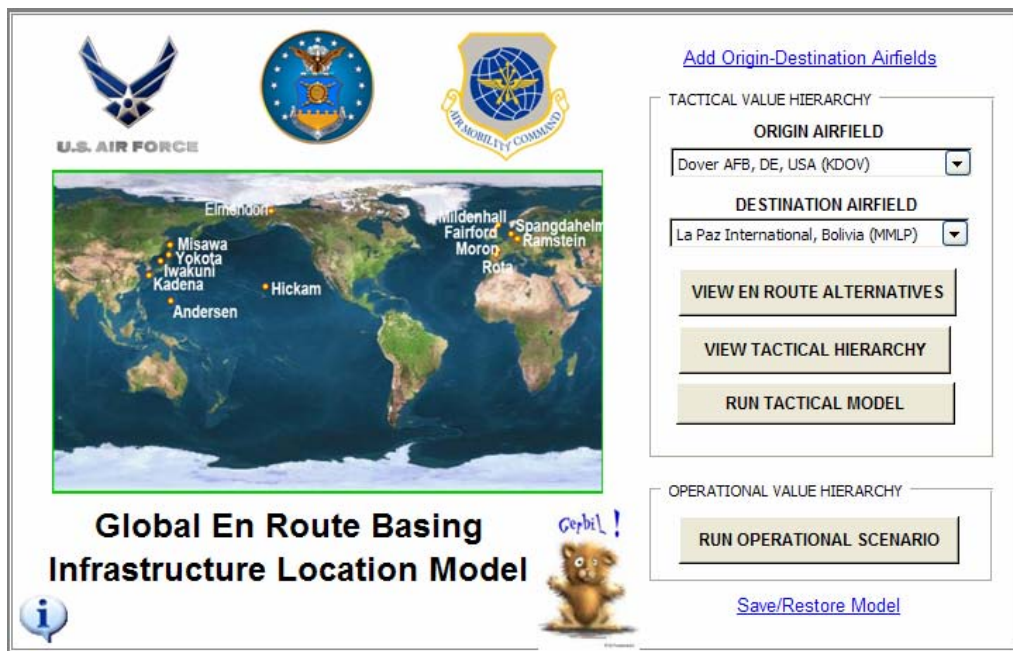 U.S. AIR FORCE
AIR MOBILITY COMMAND
Elmendorf
Misawa
Yokota
Iwakuni
Kadena
Andersen
Hickam
Mildenhall
Fairford
Moron
Rota
Spangdahelm
Ramstein
Global En Route Basing
Infrastructure Location Model
Gerbil!
Add Origin-Destination Airfields
TACTICAL VALUE HIERARCHY
ORIGIN AIRFIELD
Dover AFB, DE, USA (KDOV)
DESTINATION AIRFIELD
La Paz International, Bolivia (MMLP)
VIEW EN ROUTE ALTERNATIVES
VIEW TACTICAL HIERARCHY
RUN TACTICAL MODEL
OPERATIONAL VALUE HIERARCHY
RUN OPERATIONAL SCENARIO
Save/Restore Model